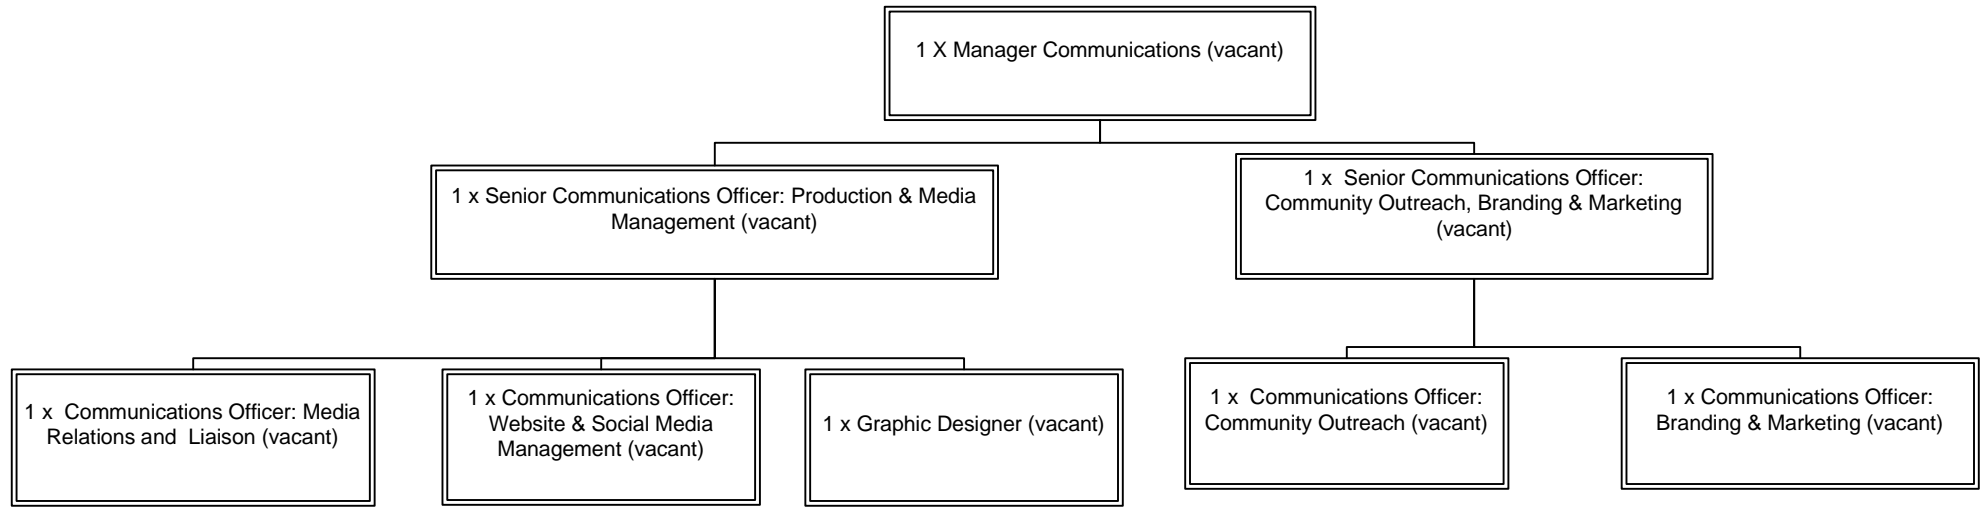 1 X Manager Communications (vacant)
1 x Senior Communications Officer: Production & Media
Management (vacant)
1 x  Senior Communications Officer:
Community Outreach, Branding & Marketing
(vacant)
1 x  Communications Officer: Media
Relations and  Liaison (vacant)
1 x Communications Officer:
Website & Social Media
Management (vacant)
1 x Graphic Designer (vacant)
1 x  Communications Officer:
Community Outreach (vacant)
1 x Communications Officer:
Branding & Marketing (vacant)